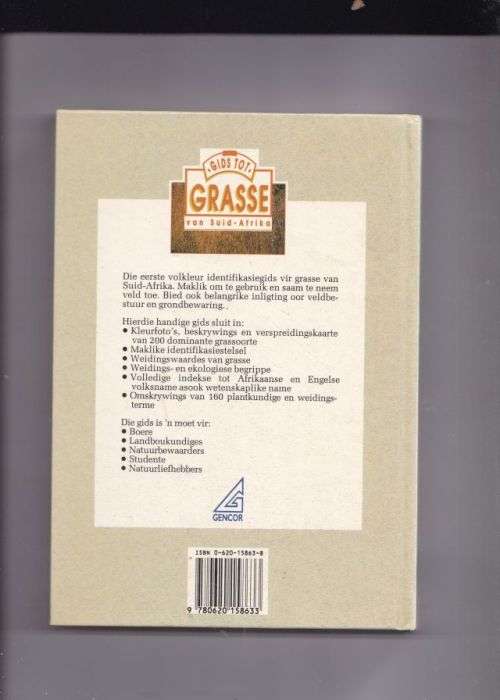 GIDS TOT
GRASSE
van Suid-Afrika
Die eerste volkleur identifikasiegids vir grasse van
Suid-Afrika. Maklik om te gebruik en saam te neem
veld toe. Bied ook belangrike inligting oor veldbe-
stuur en grondbewaring. .
Hierdie handige gids sluit in:
● Kleurfoto's, beskrywings en verspreidingskaarte
van 200 dominante grassoorte
● Maklike identifikasiestelsel
● Weidingswaardes van grasse
● Weidings- en ekologiese begrippe
● Volledige indekse tot Afrikaanse en Engelse
volksname asook wetenskaplike name
● Omskrywings van 160 plantkundige en weidings-
terme
Die gids is 'n moet vir:
● Boere
● Landboukundiges
● Natuurbewaarders
● Studente
● Natuurliefhebbers
GENCOR
ISBN 0-620-15863-8
9 780620 158633